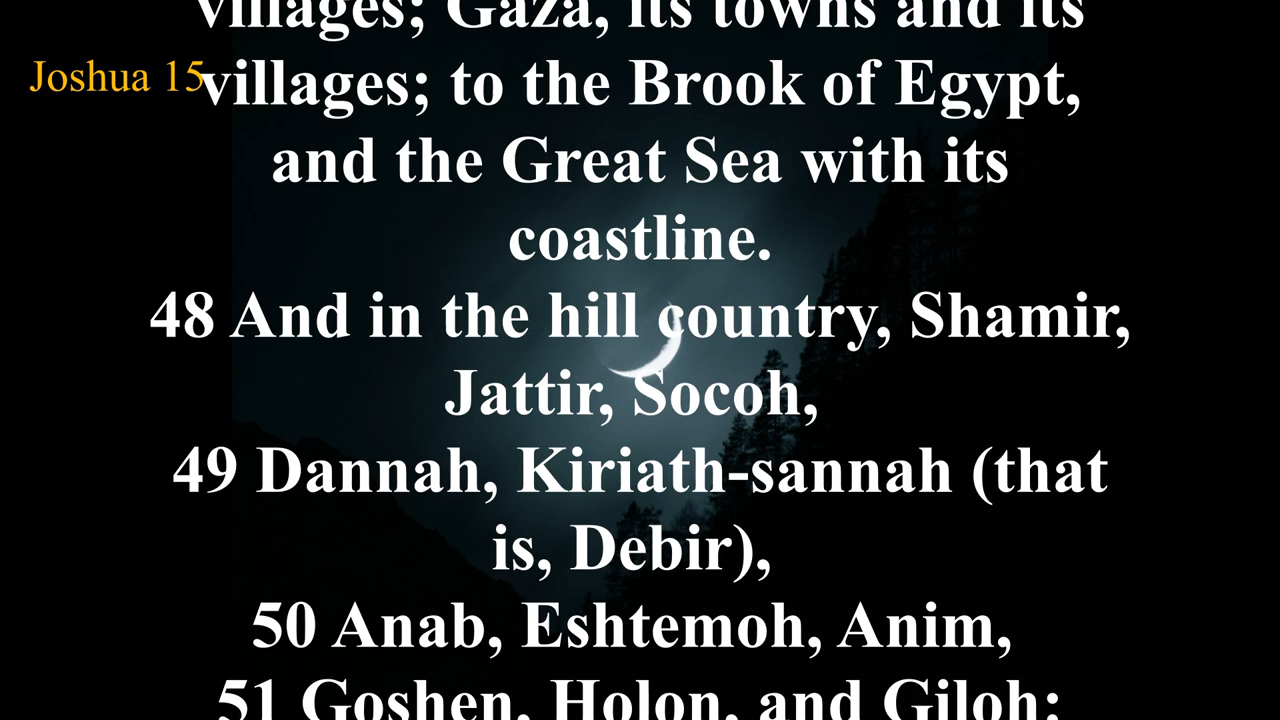 villages; Gaza, its towns and its
Joshua 15
villages; to the Brook of Egypt,
and the Great Sea with its
coastline.
48 And in the hill country, Shamir,
Jattir, Socoh,
49 Dannah, Kiriath-sannah (that
is, Debir),
50 Anab, Eshtemoh, Anim,
51 Goshen, Holon, and Giloh;